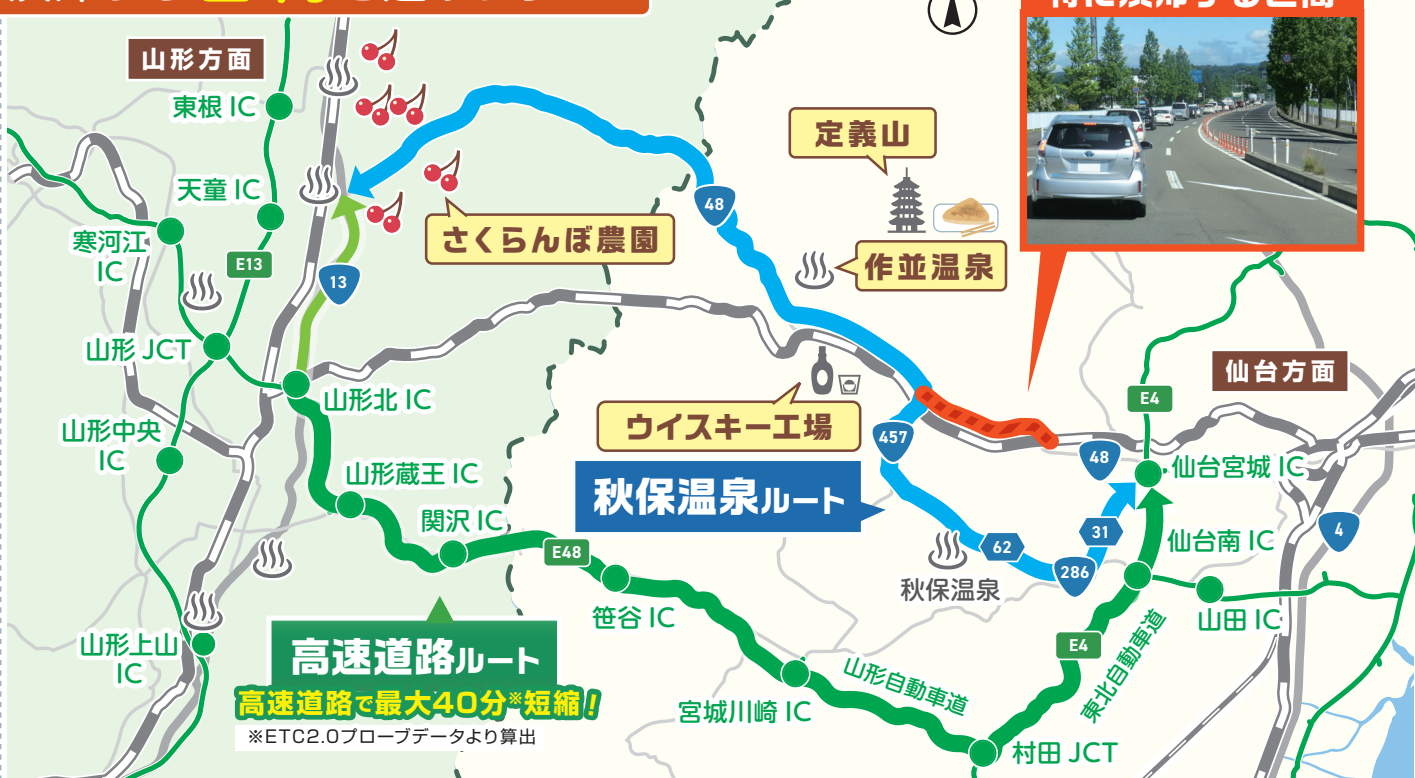 特に渋滞する区間
山形方面
東根 IC
天童 IC
寒河江
IC
E13
13
48
さくらんぼ農園
定義山
作並温泉
山形 JCT
山形北 IC
山形中央
IC
ウイスキー工場
仙台方面
E4
457
48
仙台宮城 IC
秋保温泉ルート
山形蔵王 IC
関沢 IC
E48
62
31
286
秋保温泉
仙台南 IC
4
笹谷 IC
山田 IC
山形上山
IC
高速道路ルート
高速道路で最大40分※短縮!
※ETC2.0プローブデータより算出
宮城川崎 IC
山形自動車道
E4
東北自動車道
村田 JCT